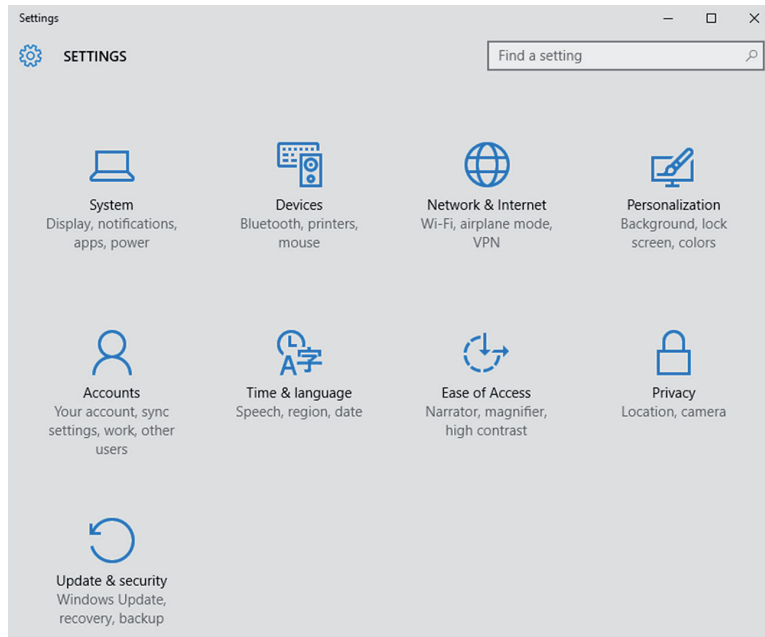 Settings
SETTINGS
Find a setting
System
Display, notifications,
apps, power
Devices
Bluetooth, printers,
mouse
Network & Internet
Wi-Fi, airplane mode,
VPN
Personalization
Background, lock
screen, colors
Accounts
Your account, sync
settings, work, other
users
A字
Time & language
Speech, region, date
Ease of Access
Narrator, magnifier,
high contrast
Privacy
Location, camera
Update & security
Windows Update,
recovery, backup